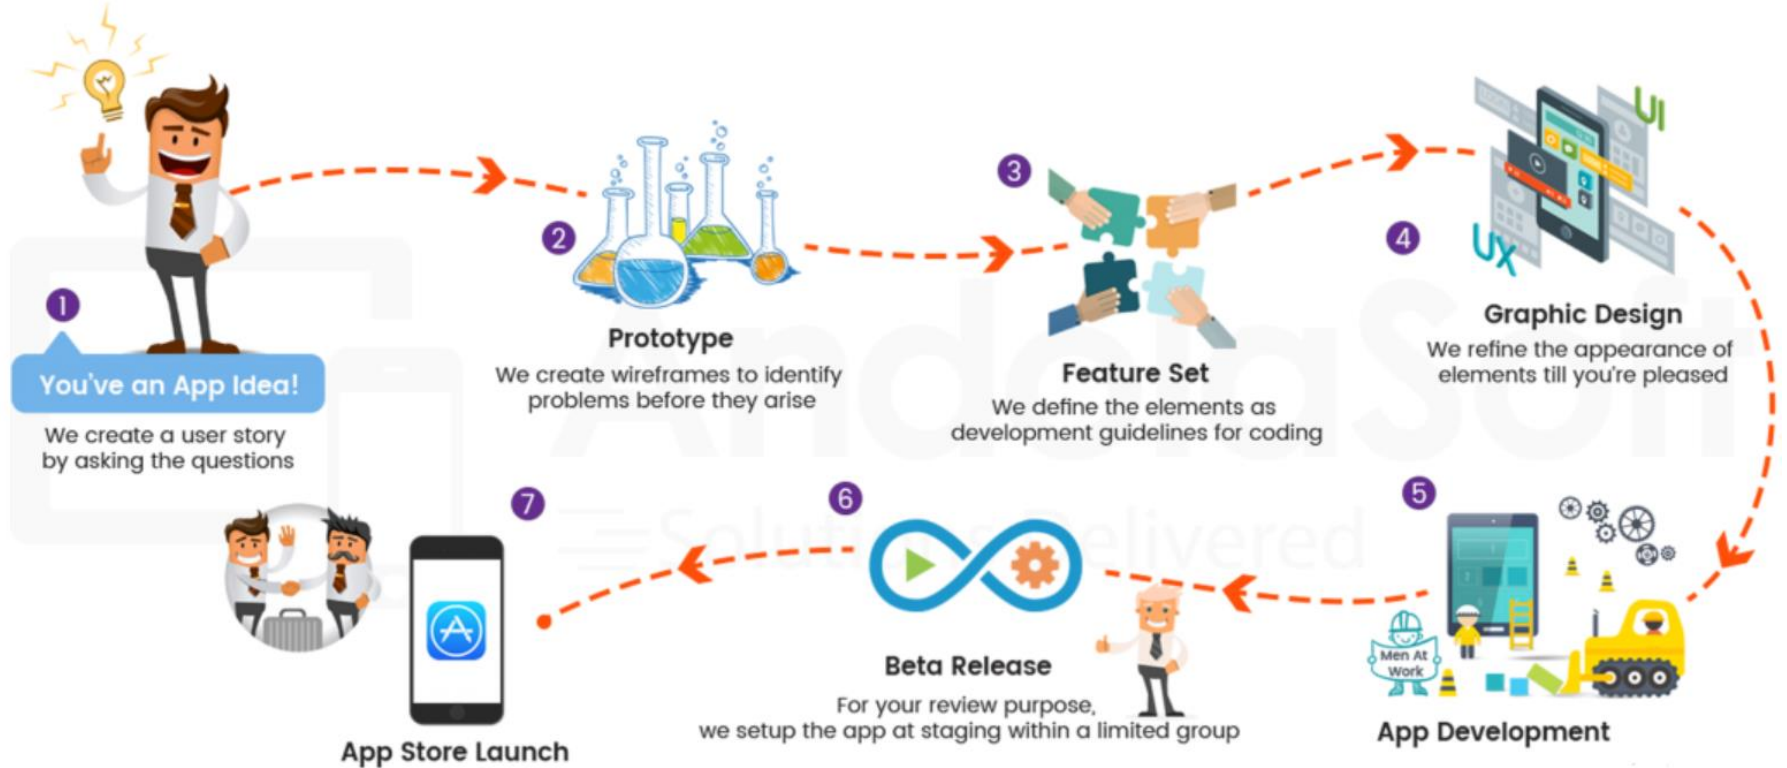 1
You've an App Idea!
We create a user story
by asking the questions
2
Prototype
We create wireframes to identify
problems before they arise
3
Feature Set
We define the elements as
development guidelines for coding
4
UI
UX
Graphic Design
We refine the appearance of
elements till you're pleased
5
Men At
Work
App Development
6
Beta Release
For your review purpose,
we setup the app at staging within a limited group
7
App Store Launch
AndolaSoft
Solutions Delivered